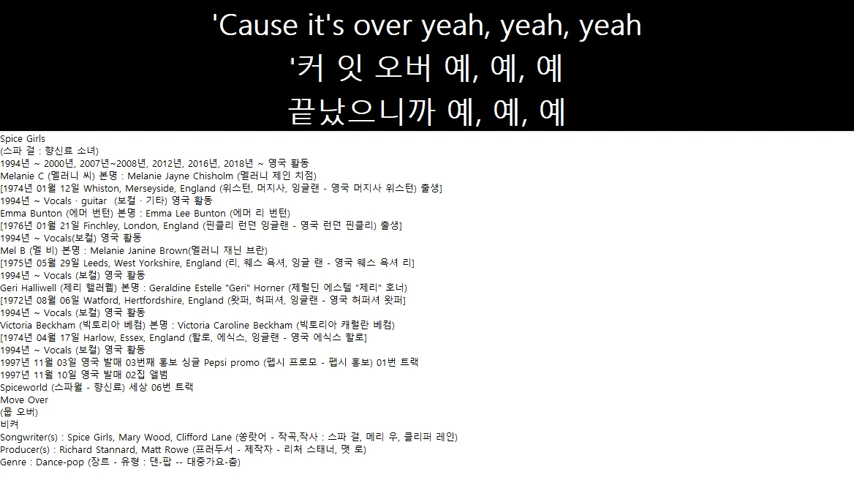 'Cause it's over yeah, yeah, yeah
'커 잇 오버 예, 예, 예
끝났으니까 예, 예, 예
Spice Girls
(스파 걸 : 향신료 소녀)
1994년 ~ 2000년, 2007년~2008년, 2012년, 2016년, 2018년 ~ 영국 활동
Melanie C (멜러니 씨) 본명 : Melanie Jayne Chisholm (멜러니 제인 치점)
[1974년 01월 12일 Whiston, Merseyside, England (위스턴, 머지사, 잉글랜 - 영국 머지사 위스턴) 출생]
1994년 ~ Vocals · guitar  (보컬 · 기타) 영국 활동
Emma Bunton (에머 번턴) 본명 : Emma Lee Bunton (에머 리 번턴)
[1976년 01월 21일 Finchley, London, England (핀클리 런던 잉글랜 - 영국 런던 핀클리) 출생]
1994년 ~ Vocals(보컬) 영국 활동
Mel B (멜 비) 본명 : Melanie Janine Brown(멜러니 재닌 브란)
[1975년 05월 29일 Leeds, West Yorkshire, England (리, 웨스 욕셔, 잉글 랜 - 영국 웨스 욕셔 리]
1994년 ~ Vocals (보컬) 영국 활동
Geri Halliwell (제리 핼러웰) 본명 : Geraldine Estelle "Geri" Horner (제럴딘 에스텔 "제리" 호너)
[1972년 08월 06일 Watford, Hertfordshire, England (왓퍼, 허퍼셔, 잉글랜 - 영국 허퍼셔 왓퍼]
1994년 ~ Vocals (보컬) 영국 활동
Victoria Beckham (빅토리아 베컴) 본명 : Victoria Caroline Beckham (빅토리아 캐럴란 베컴)
[1974년 04월 17일 Harlow, Essex, England (할로, 에식스, 잉글랜 - 영국 에식스 할로]
1994년 ~ Vocals (보컬) 영국 활동
1997년 11월 03일 영국 발매 03번째 홍보 싱글 Pepsi promo (펩시 프로모 - 펩시 홍보) 01번 트랙
1997년 11월 10일 영국 발매 02집 앨범
Spiceworld (스파월 - 향신료) 세상 06번 트랙
Move Over
(뭅 오버)
비켜
Songwriter(s) : Spice Girls, Mary Wood, Clifford Lane (쏭랏어 - 작곡,작사 : 스파 걸, 메리 우, 클리퍼 레인)
Producer(s) : Richard Stannard, Matt Rowe (프러두서 - 제작자 - 리처 스태너, 맷 로)
Genre : Dance-pop (장르 - 유형 : 댄-팝 -- 대중가요-춤)